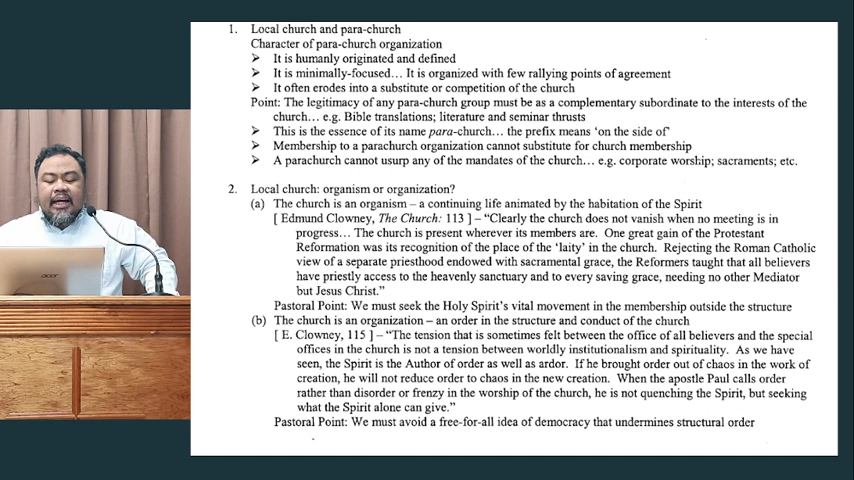 1. Local church and para-church
Character of para-church organization
➢ It is humanly originated and defined
➢ It is minimally-focused… It is organized with few rallying points of agreement
➢ It often erodes into a substitute or competition of the church
Point: The legitimacy of any para-church group must be as a complementary subordinate to the interests of the
church… e.g. Bible translations; literature and seminar thrusts
➢ This is the essence of its name para-church… the prefix means ‘on the side of’
➢ Membership to a parachurch organization cannot substitute for church membership
➢ A parachurch cannot usurp any of the mandates of the church… e.g. corporate worship; sacraments; etc.
2. Local church: organism or organization?
(a) The church is an organism – a continuing life animated by the habitation of the Spirit
[ Edmund Clowney, The Church: 113 ] – “Clearly the church does not vanish when no meeting is in
progress… The church is present wherever its members are. One great gain of the Protestant
Reformation was its recognition of the place of the ‘laity’ in the church. Rejecting the Roman Catholic
view of a separate priesthood endowed with sacramental grace, the Reformers taught that all believers
have priestly access to the heavenly sanctuary and to every saving grace, needing no other Mediator
but Jesus Christ.”
Pastoral Point: We must seek the Holy Spirit’s vital movement in the membership outside the structure
(b) The church is an organization – an order in the structure and conduct of the church
[ E. Clowney, 115 ] – “The tension that is sometimes felt between the office of all believers and the special
offices in the church is not a tension between worldly institutionalism and spirituality. As we have
seen, the Spirit is the Author of order as well as ardor. If he brought order out of chaos in the work of
creation, he will not reduce order to chaos in the new creation. When the apostle Paul calls order
rather than disorder or frenzy in the worship of the church, he is not quenching the Spirit, but seeking
what the Spirit alone can give.”
Pastoral Point: We must avoid a free-for-all idea of democracy that undermines structural order
acer